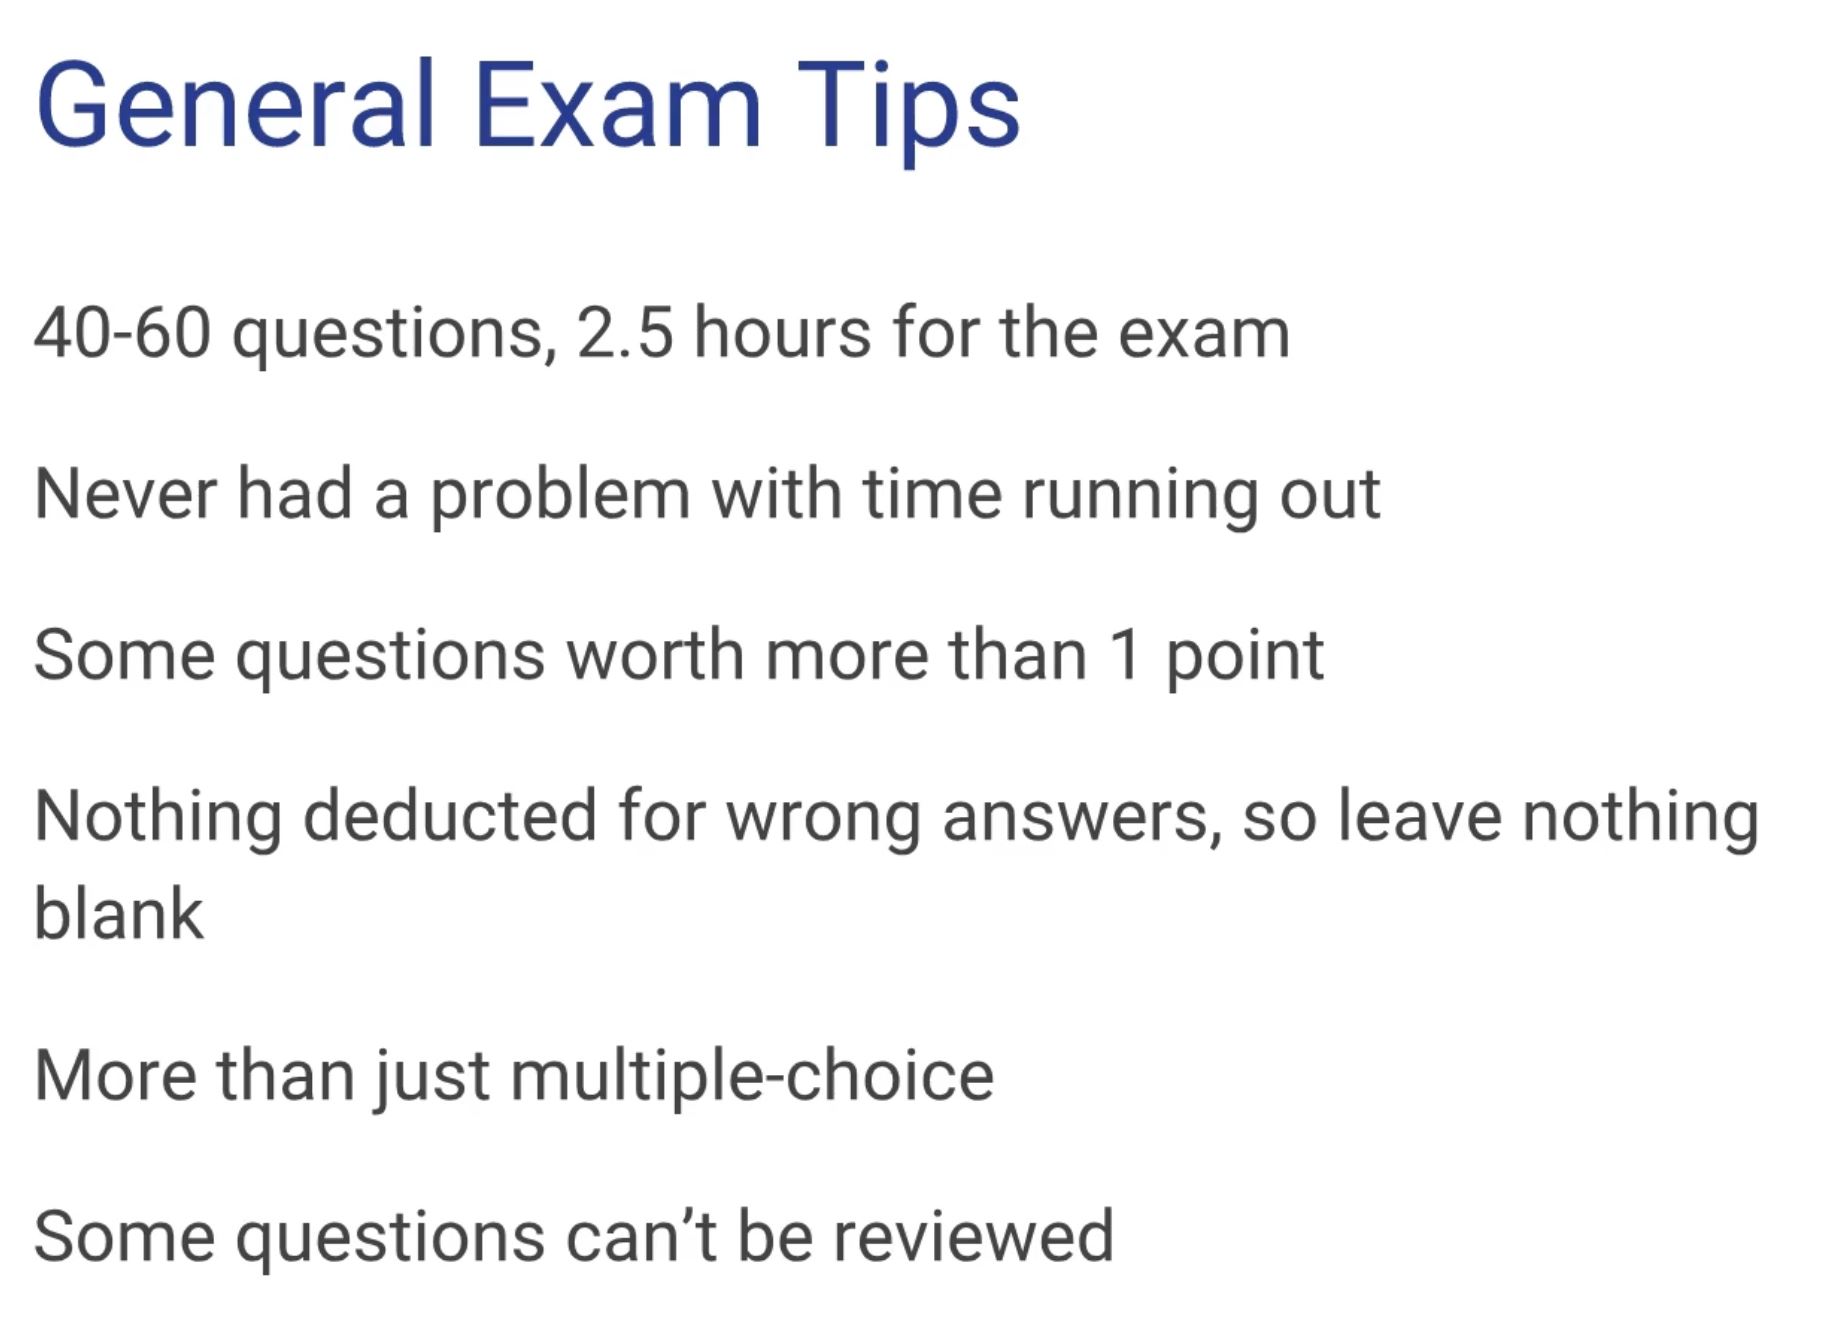 General Exam Tips
40-60 questions, 2.5 hours for the exam
Never had a problem with time running out
Some questions worth more than 1 point
Nothing deducted for wrong answers, so leave nothing
blank
More than just multiple-choice
Some questions can’t be reviewed